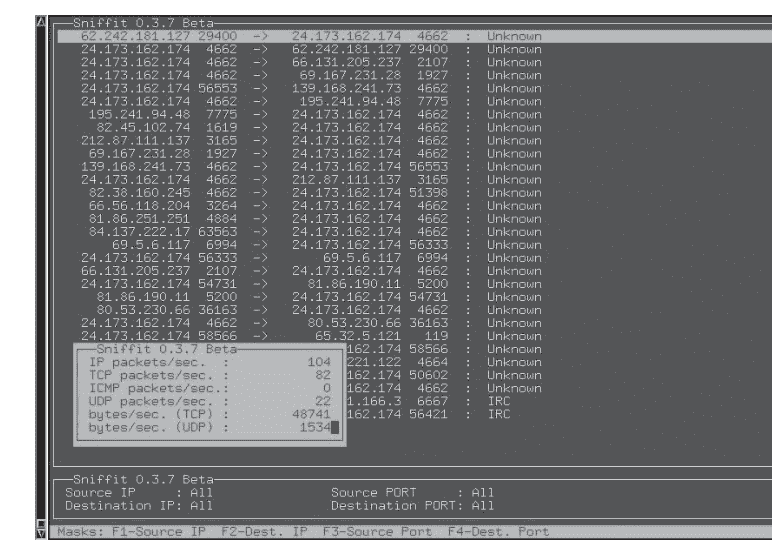 Sniffit 0.3.7 Beta
62.242.181.127 29400 -> 24.173.162.174 4662 : Unknown
24.173.162.174 4662 -> 62.242.181.127 29400 : Unknown
24.173.162.174 4662 -> 66.131.205.237 2107 : Unknown
24.173.162.174 4662 -> 69.167.231.28 1927 : Unknown
24.173.162.174 56553 -> 139.168.241.73 4662 : Unknown
24.173.162.174 4662 -> 195.241.94.48 7775 : Unknown
195.241.94.48 7775 -> 24.173.162.174 4662 : Unknown
82.45.102.74 1619 -> 24.173.162.174 4662 : Unknown
212.87.111.137 3165 -> 24.173.162.174 4662 : Unknown
69.167.231.28 1927 -> 24.173.162.174 4662 : Unknown
139.168.241.73 4662 -> 24.173.162.174 56553 : Unknown
24.173.162.174 4662 -> 212.87.111.137 3165 : Unknown
82.38.160.245 4662 -> 24.173.162.174 51398 : Unknown
66.56.118.204 3264 -> 24.173.162.174 4662 : Unknown
81.86.251.251 4884 -> 24.173.162.174 4662 : Unknown
84.137.222.17 63563 -> 24.173.162.174 4662 : Unknown
69.5.6.117 6994 -> 24.173.162.174 56333 : Unknown
24.173.162.174 56333 -> 69.5.6.117 6994 : Unknown
66.131.205.237 2107 -> 24.173.162.174 4662 : Unknown
24.173.162.174 54731 -> 81.86.190.11 5200 : Unknown
81.86.190.11 5200 -> 24.173.162.174 54731 : Unknown
80.53.230.66 36163 -> 24.173.162.174 4662 : Unknown
24.173.162.174 4662 -> 80.53.230.66 36163 : Unknown
24.173.162.174 58566 -> 65.32.5.121 119 : Unknown
162.174 58566 : Unknown
221.122 4664 : Unknown
162.174 50602 : Unknown
162.174 4662 : Unknown
1.166.3 6667 : IRC
162.174 56421 : IRC
Sniffit 0.3.7 Beta
IP packets/sec. : 104
TCP packets/sec. : 82
ICMP packets/sec.: 0
UDP packets/sec. : 22
bytes/sec. (TCP) : 48741
bytes/sec. (UDP) : 1534
Sniffit 0.3.7 Beta
Source IP : All Source PORT : All
Destination IP: All Destination PORT: All
Masks: F1-Source IP F2-Dest. IP F3-Source Port F4-Dest. Port